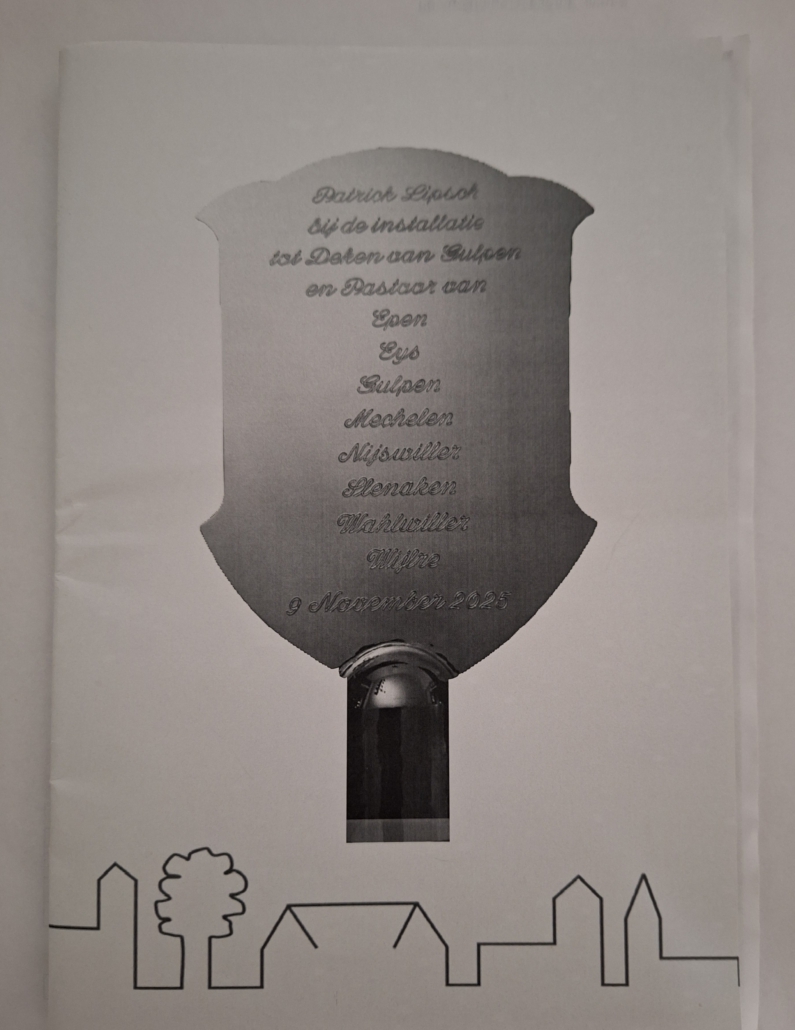 Patrick Lipsch
bij de installatie
tot Deken van Gulpen
en Pastoor van
Epen
Eys
Gulpen
Mechelen
Nijswiller
Slenaken
Wahlwiller
Wijlre
9 November 2025